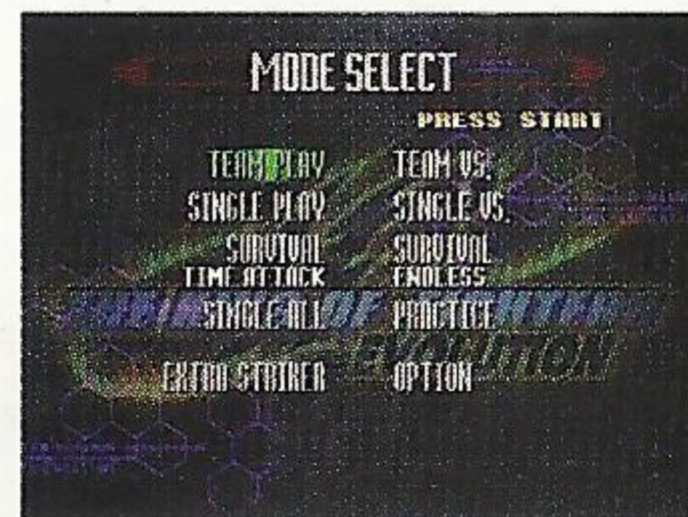 MODE SELECT
PRESS START
TEAM PLAY TEAM VS.
SINGLE PLAY SINGLE VS.
SURVIVAL SURVIVAL
TIME ATTACK ENDLESS
SINGLE ALL PRACTICE
EVOLUTION
EXTRA STRIKER OPTION